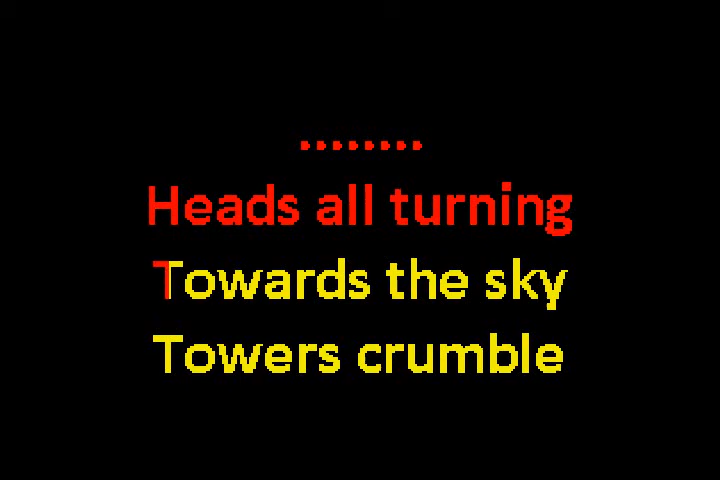 ........
Heads all turning
Towards the sky
Towers crumble